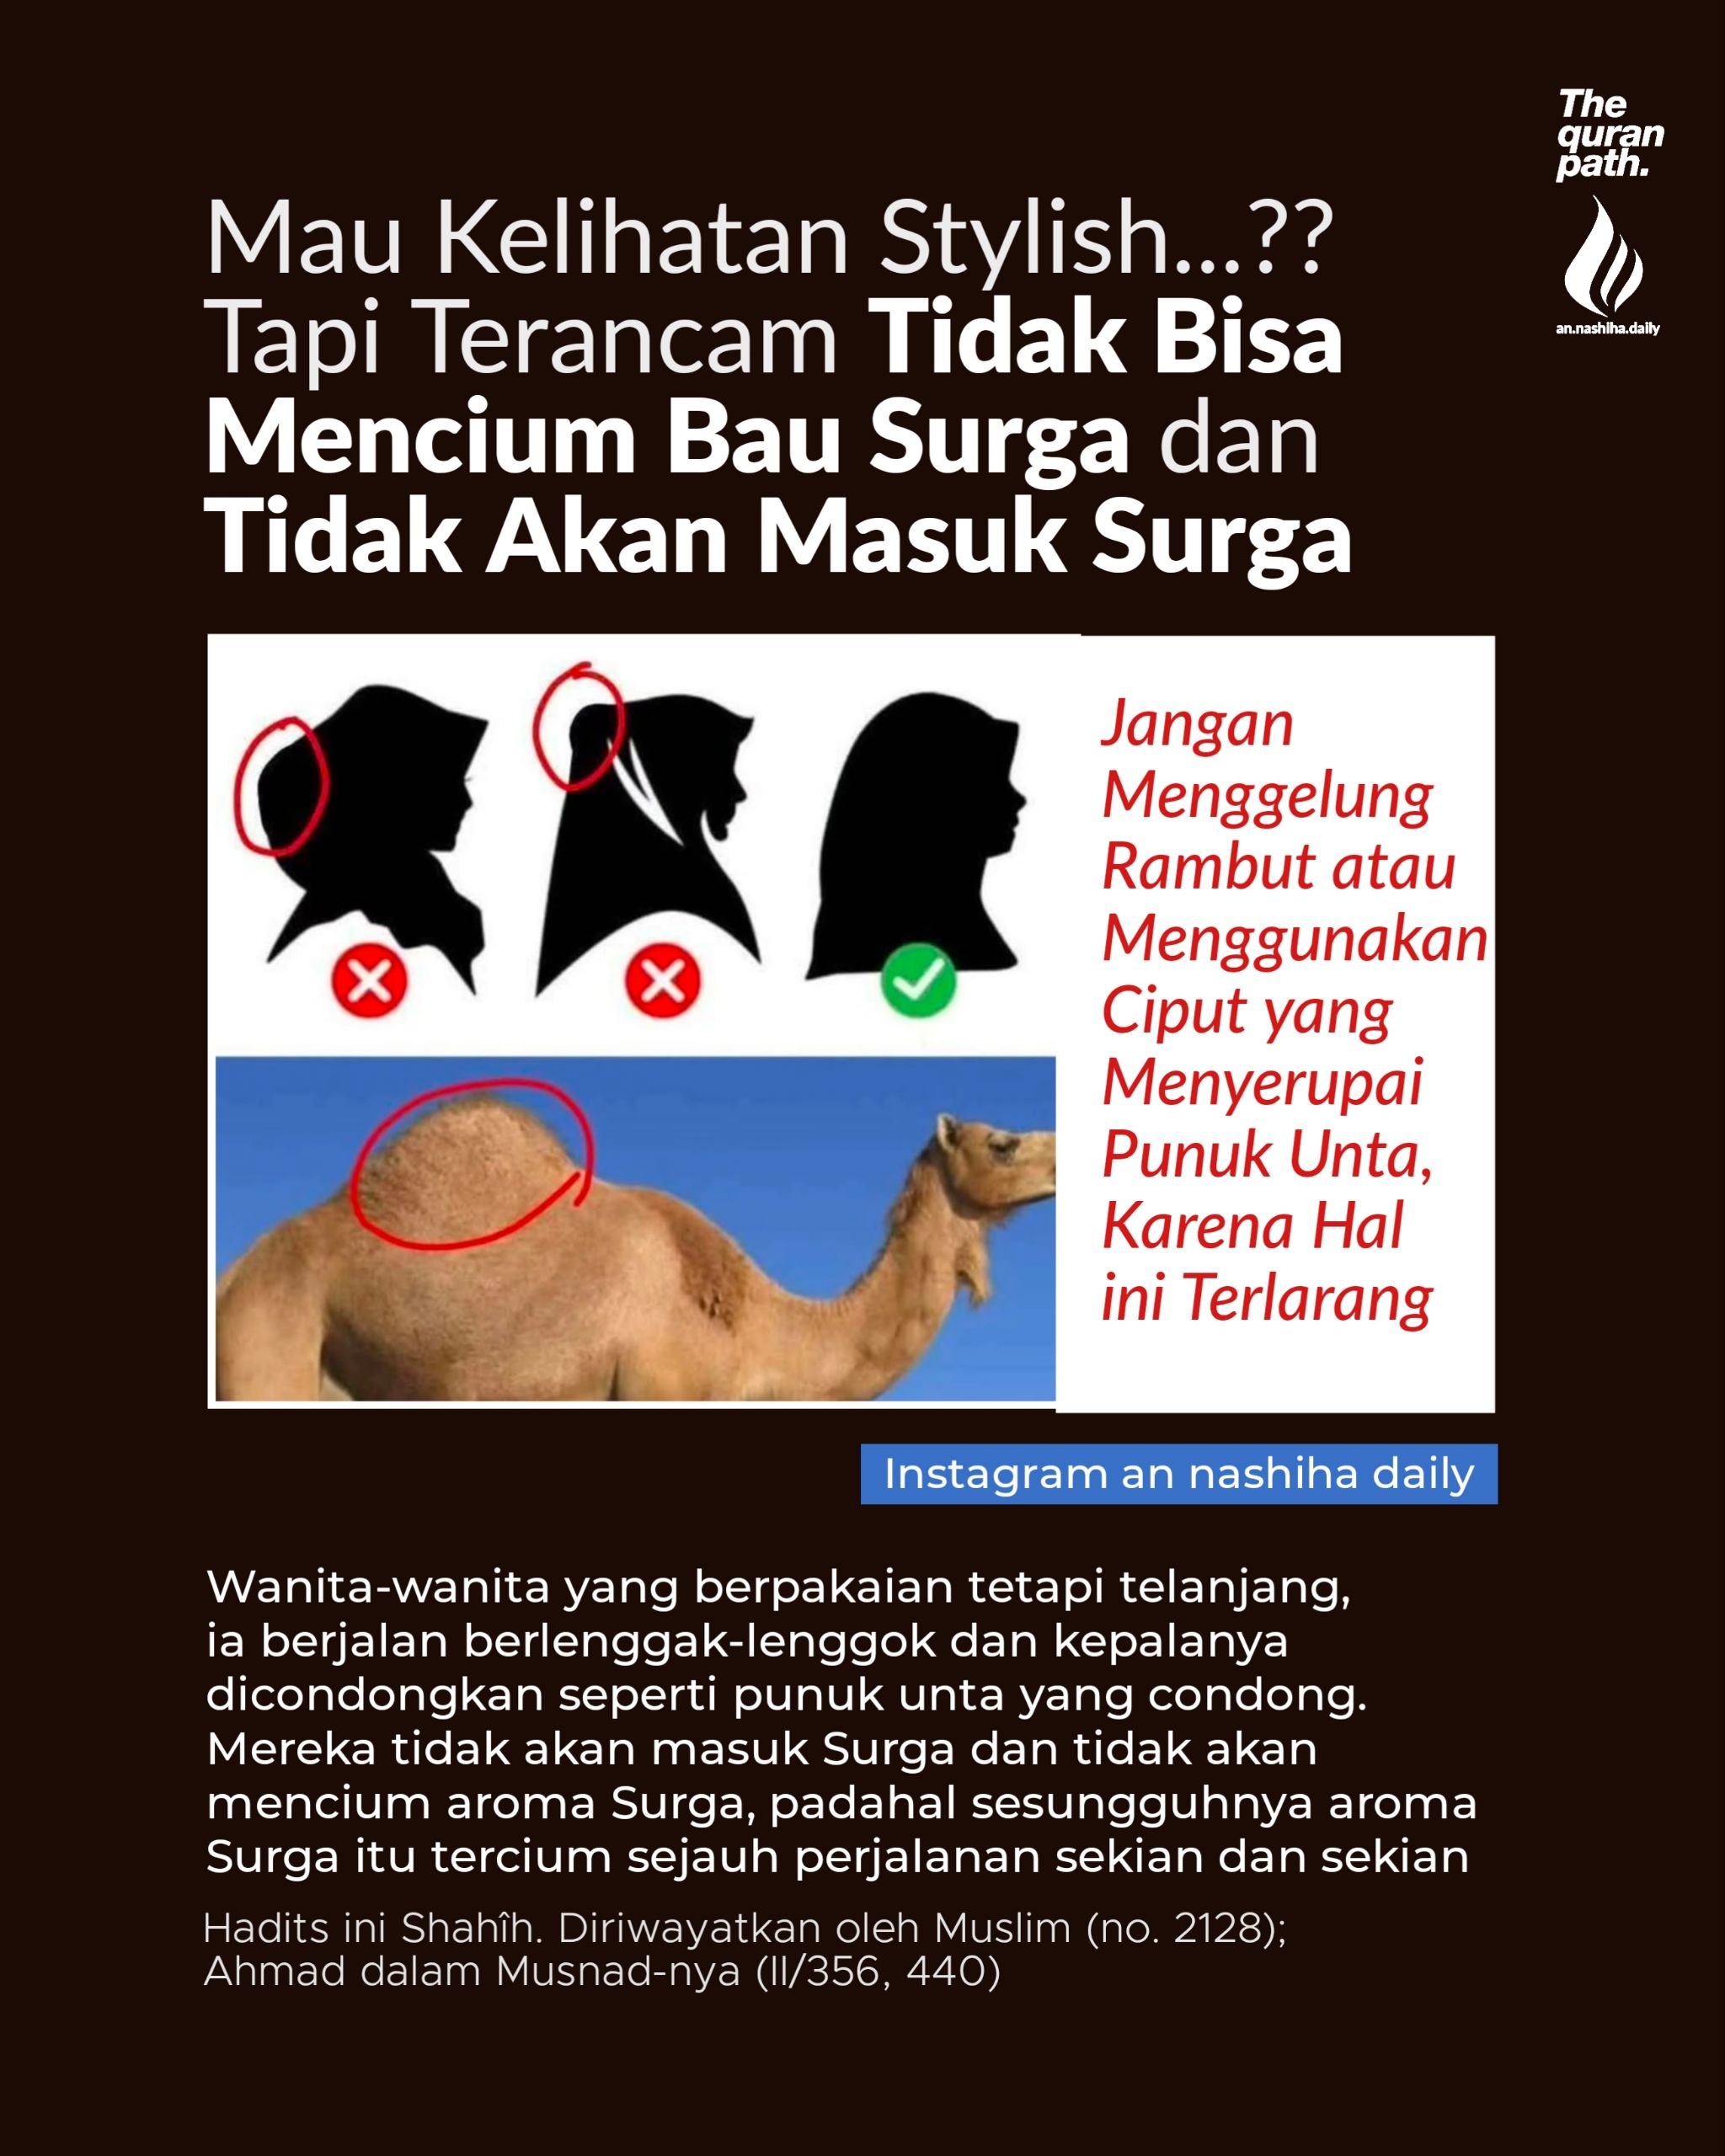 The
quran
path.
an.nashiha.daily
Mau Kelihatan Stylish...??
Tapi Terancam Tidak Bisa
Mencium Bau Surga dan
Tidak Akan Masuk Surga
Jangan
Menggelung
Rambut atau
Menggunakan
Ciput yang
Menyerupai
Punuk Unta,
Karena Hal
ini Terlarang
Instagram an nashiha daily
Wanita-wanita yang berpakaian tetapi telanjang,
ia berjalan berlenggak-lenggok dan kepalanya
dicondongkan seperti punuk unta yang condong.
Mereka tidak akan masuk Surga dan tidak akan
mencium aroma Surga, padahal sesungguhnya aroma
Surga itu tercium sejauh perjalanan sekian dan sekian
Hadits ini Shahîh. Diriwayatkan oleh Muslim (no. 2128);
Ahmad dalam Musnad-nya (II/356, 440)